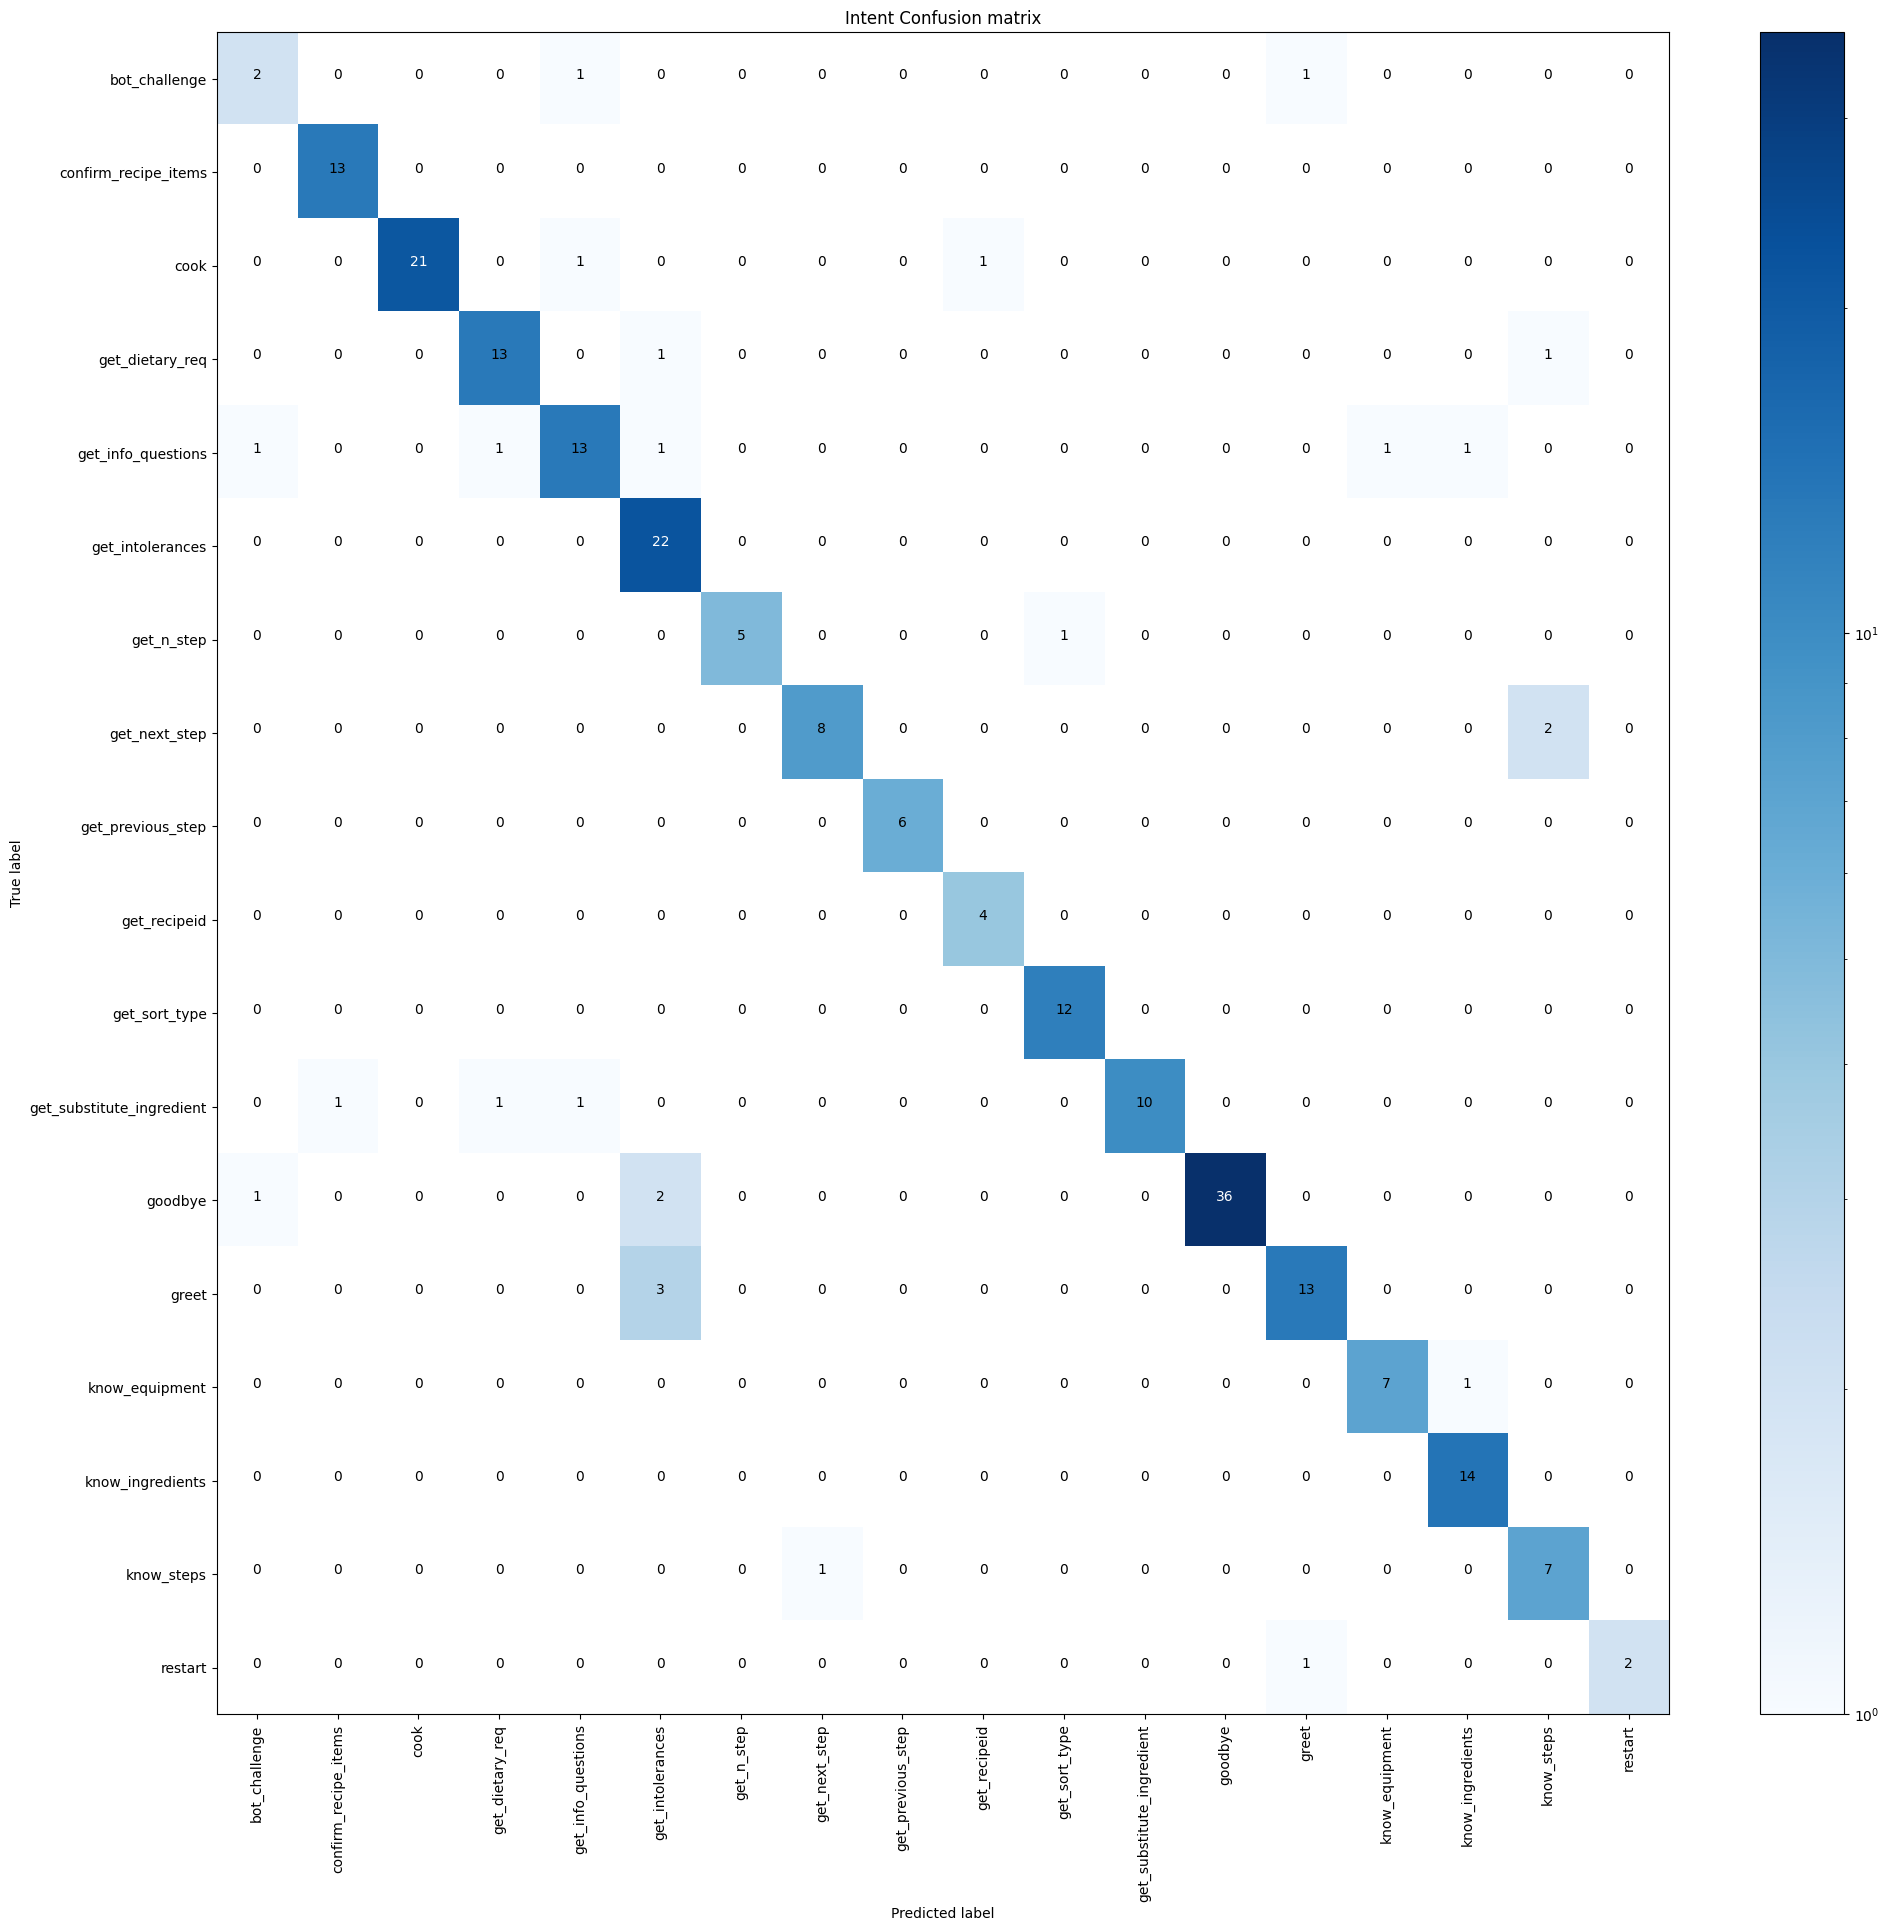 Intent Confusion matrix
bot_challenge 2 0 0 0 1 0 0 0 0 0 0 0 0 1 0 0 0 0
confirm_recipe_items 0 13 0 0 0 0 0 0 0 0 0 0 0 0 0 0 0 0
cook 0 0 21 0 1 0 0 0 0 1 0 0 0 0 0 0 0 0
get_dietary_req 0 0 0 13 0 1 0 0 0 0 0 0 0 0 0 0 1 0
get_info_questions 1 0 0 1 13 1 0 0 0 0 0 0 0 0 1 1 0 0
get_intolerances 0 0 0 0 0 22 0 0 0 0 0 0 0 0 0 0 0 0
get_n_step 0 0 0 0 0 0 5 0 0 0 1 0 0 0 0 0 0 0
10¹
get_next_step 0 0 0 0 0 0 0 8 0 0 0 0 0 0 0 0 2 0
get_previous_step 0 0 0 0 0 0 0 0 6 0 0 0 0 0 0 0 0 0
True label
get_recipeid 0 0 0 0 0 0 0 0 0 4 0 0 0 0 0 0 0 0
get_sort_type 0 0 0 0 0 0 0 0 0 0 12 0 0 0 0 0 0 0
get_substitute_ingredient 0 1 0 1 1 0 0 0 0 0 0 10 0 0 0 0 0 0
goodbye 1 0 0 0 0 2 0 0 0 0 0 0 36 0 0 0 0 0
greet 0 0 0 0 0 3 0 0 0 0 0 0 0 13 0 0 0 0
know_equipment 0 0 0 0 0 0 0 0 0 0 0 0 0 0 7 1 0 0
know_ingredients 0 0 0 0 0 0 0 0 0 0 0 0 0 0 0 14 0 0
know_steps 0 0 0 0 0 0 0 1 0 0 0 0 0 0 0 0 7 0
restart 0 0 0 0 0 0 0 0 0 0 0 0 0 1 0 0 0 2
10⁰
bot_challenge
confirm_recipe_items
cook
get_dietary_req
get_info_questions
get_intolerances
get_n_step
get_next_step
get_previous_step
get_recipeid
get_sort_type
get_substitute_ingredient
goodbye
greet
know_equipment
know_ingredients
know_steps
restart
Predicted label